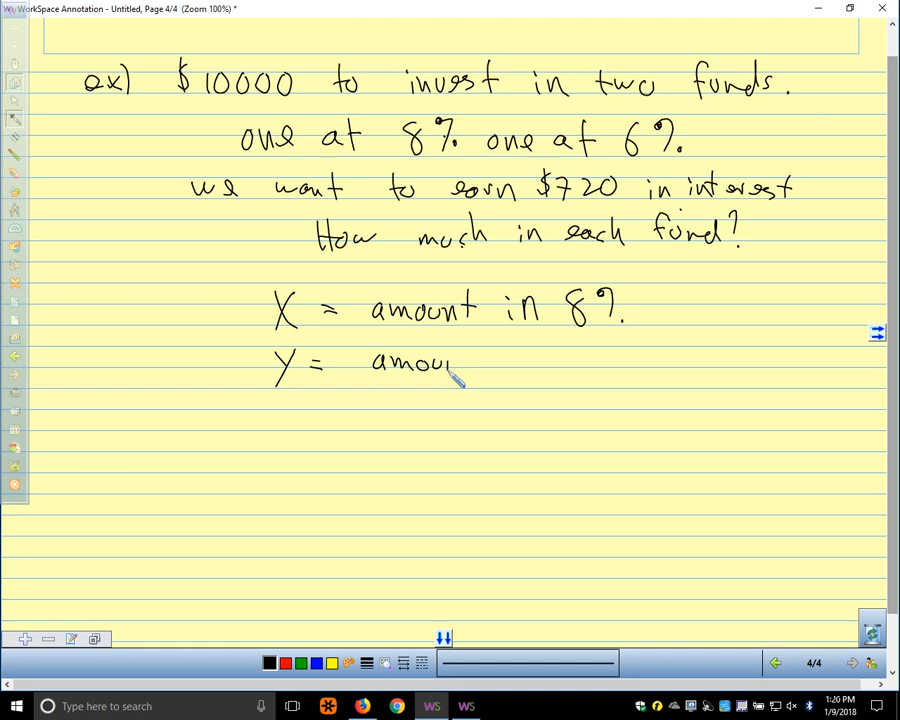 WorkSpace Annotation - Untitled, Page 4/4 (Zoom 100%) *
ex) $10000 to invest in two funds.
one at 8% one at 6%.
we want to earn $720 in interest
How much in each fund?
X = amount in 8%.
Y = amou
4/4
Type here to search
WS
WS
1:20 PM
1/9/2018